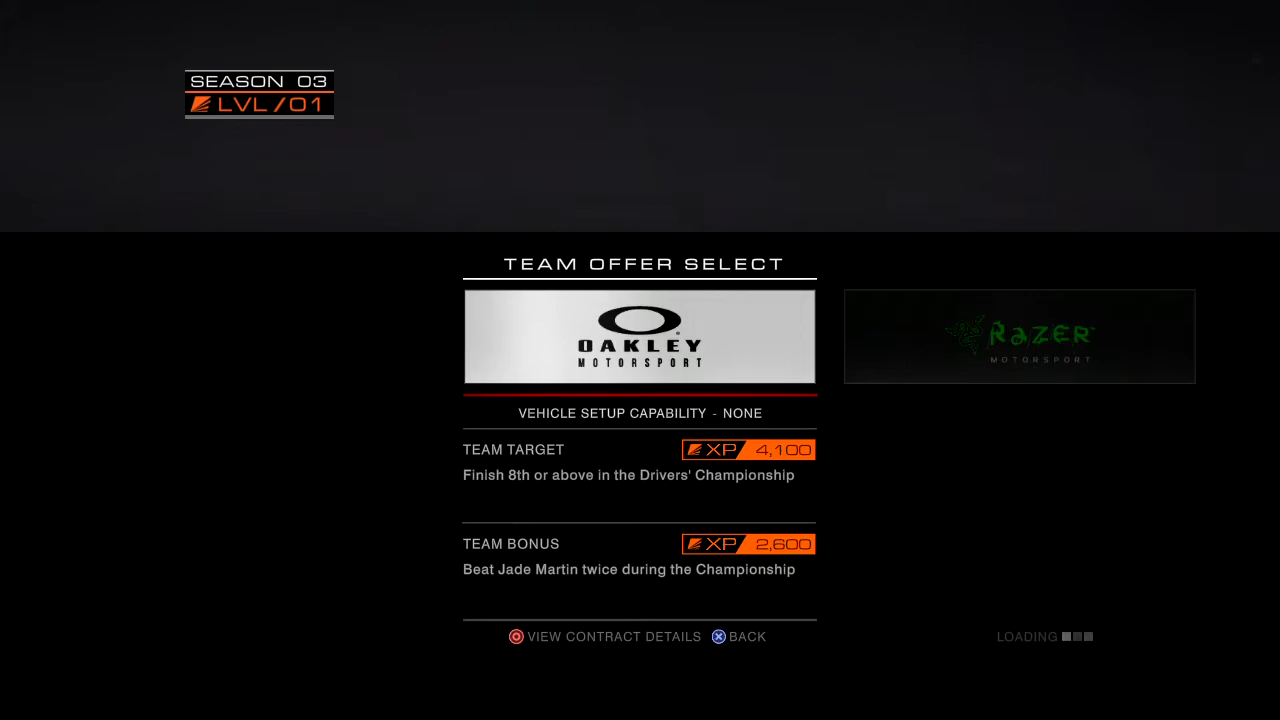 SEASON 03
LVL/01
TEAM OFFER SELECT
OAKLEY
MOTORSPORT
RAZER™
MOTORSPORT
VEHICLE SETUP CAPABILITY - NONE
TEAM TARGET XP 4,100
Finish 8th or above in the Drivers' Championship
TEAM BONUS XP 2,600
Beat Jade Martin twice during the Championship
VIEW CONTRACT DETAILS BACK
LOADING